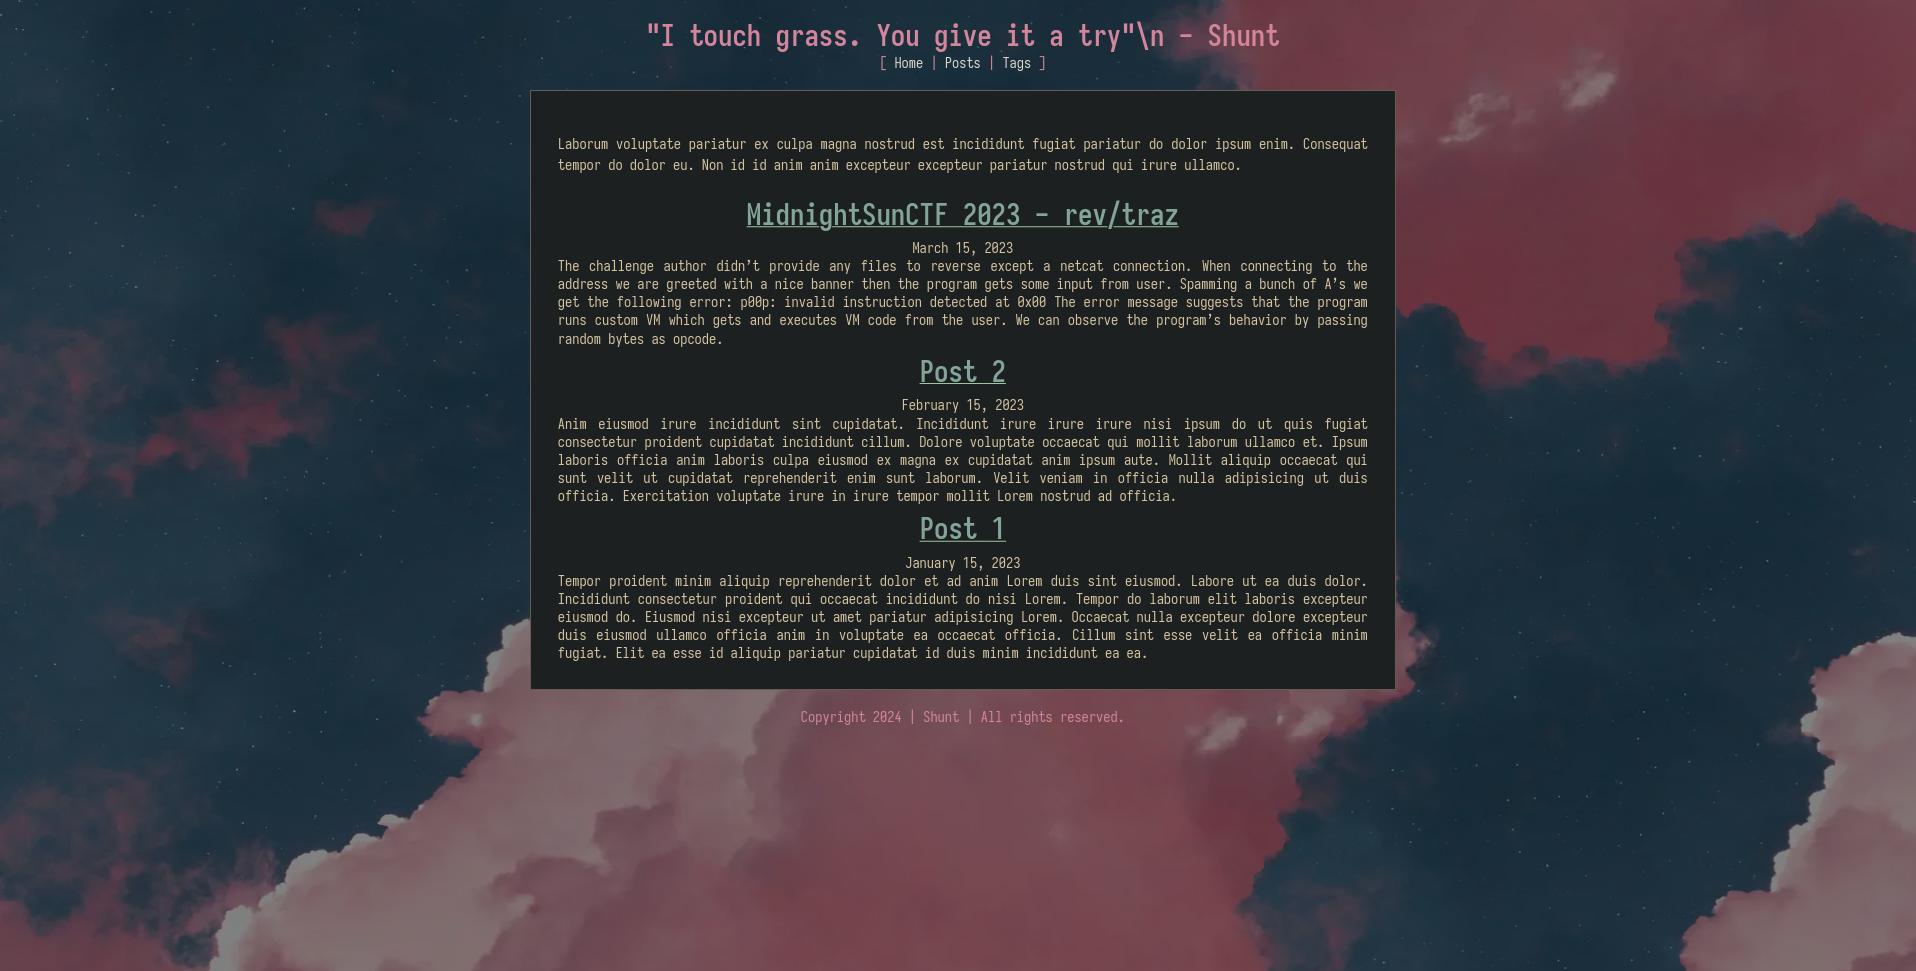 "I touch grass. You give it a try"\n - Shunt
[ Home | Posts | Tags ]
Laborum voluptate pariatur ex culpa magna nostrud est incididunt fugiat pariatur do dolor ipsum enim. Consequat
tempor do dolor eu. Non id id anim anim excepteur excepteur pariatur nostrud qui irure ullamco.
MidnightSunCTF 2023 - rev/traz
March 15, 2023
The challenge author didn’t provide any files to reverse except a netcat connection. When connecting to the
address we are greeted with a nice banner then the program gets some input from user. Spamming a bunch of A’s we
get the following error: p00p: invalid instruction detected at 0x00 The error message suggests that the program
runs custom VM which gets and executes VM code from the user. We can observe the program’s behavior by passing
random bytes as opcode.
Post 2
February 15, 2023
Anim eiusmod irure incididunt sint cupidatat. Incididunt irure irure irure nisi ipsum do ut quis fugiat
consectetur proident cupidatat incididunt cillum. Dolore voluptate occaecat qui mollit laborum ullamco et. Ipsum
laboris officia anim laboris culpa eiusmod ex magna ex cupidatat anim ipsum aute. Mollit aliquip occaecat qui
sunt velit ut cupidatat reprehenderit enim sunt laborum. Velit veniam in officia nulla adipisicing ut duis
officia. Exercitation voluptate irure in irure tempor mollit Lorem nostrud ad officia.
Post 1
January 15, 2023
Tempor proident minim aliquip reprehenderit dolor et ad anim Lorem duis sint eiusmod. Labore ut ea duis dolor.
Incididunt consectetur proident qui occaecat incididunt do nisi Lorem. Tempor do laborum elit laboris excepteur
eiusmod do. Eiusmod nisi excepteur ut amet pariatur adipisicing Lorem. Occaecat nulla excepteur dolore excepteur
duis eiusmod ullamco officia anim in voluptate ea occaecat officia. Cillum sint esse velit ea officia minim
fugiat. Elit ea esse id aliquip pariatur cupidatat id duis minim incididunt ea ea.
Copyright 2024 | Shunt | All rights reserved.